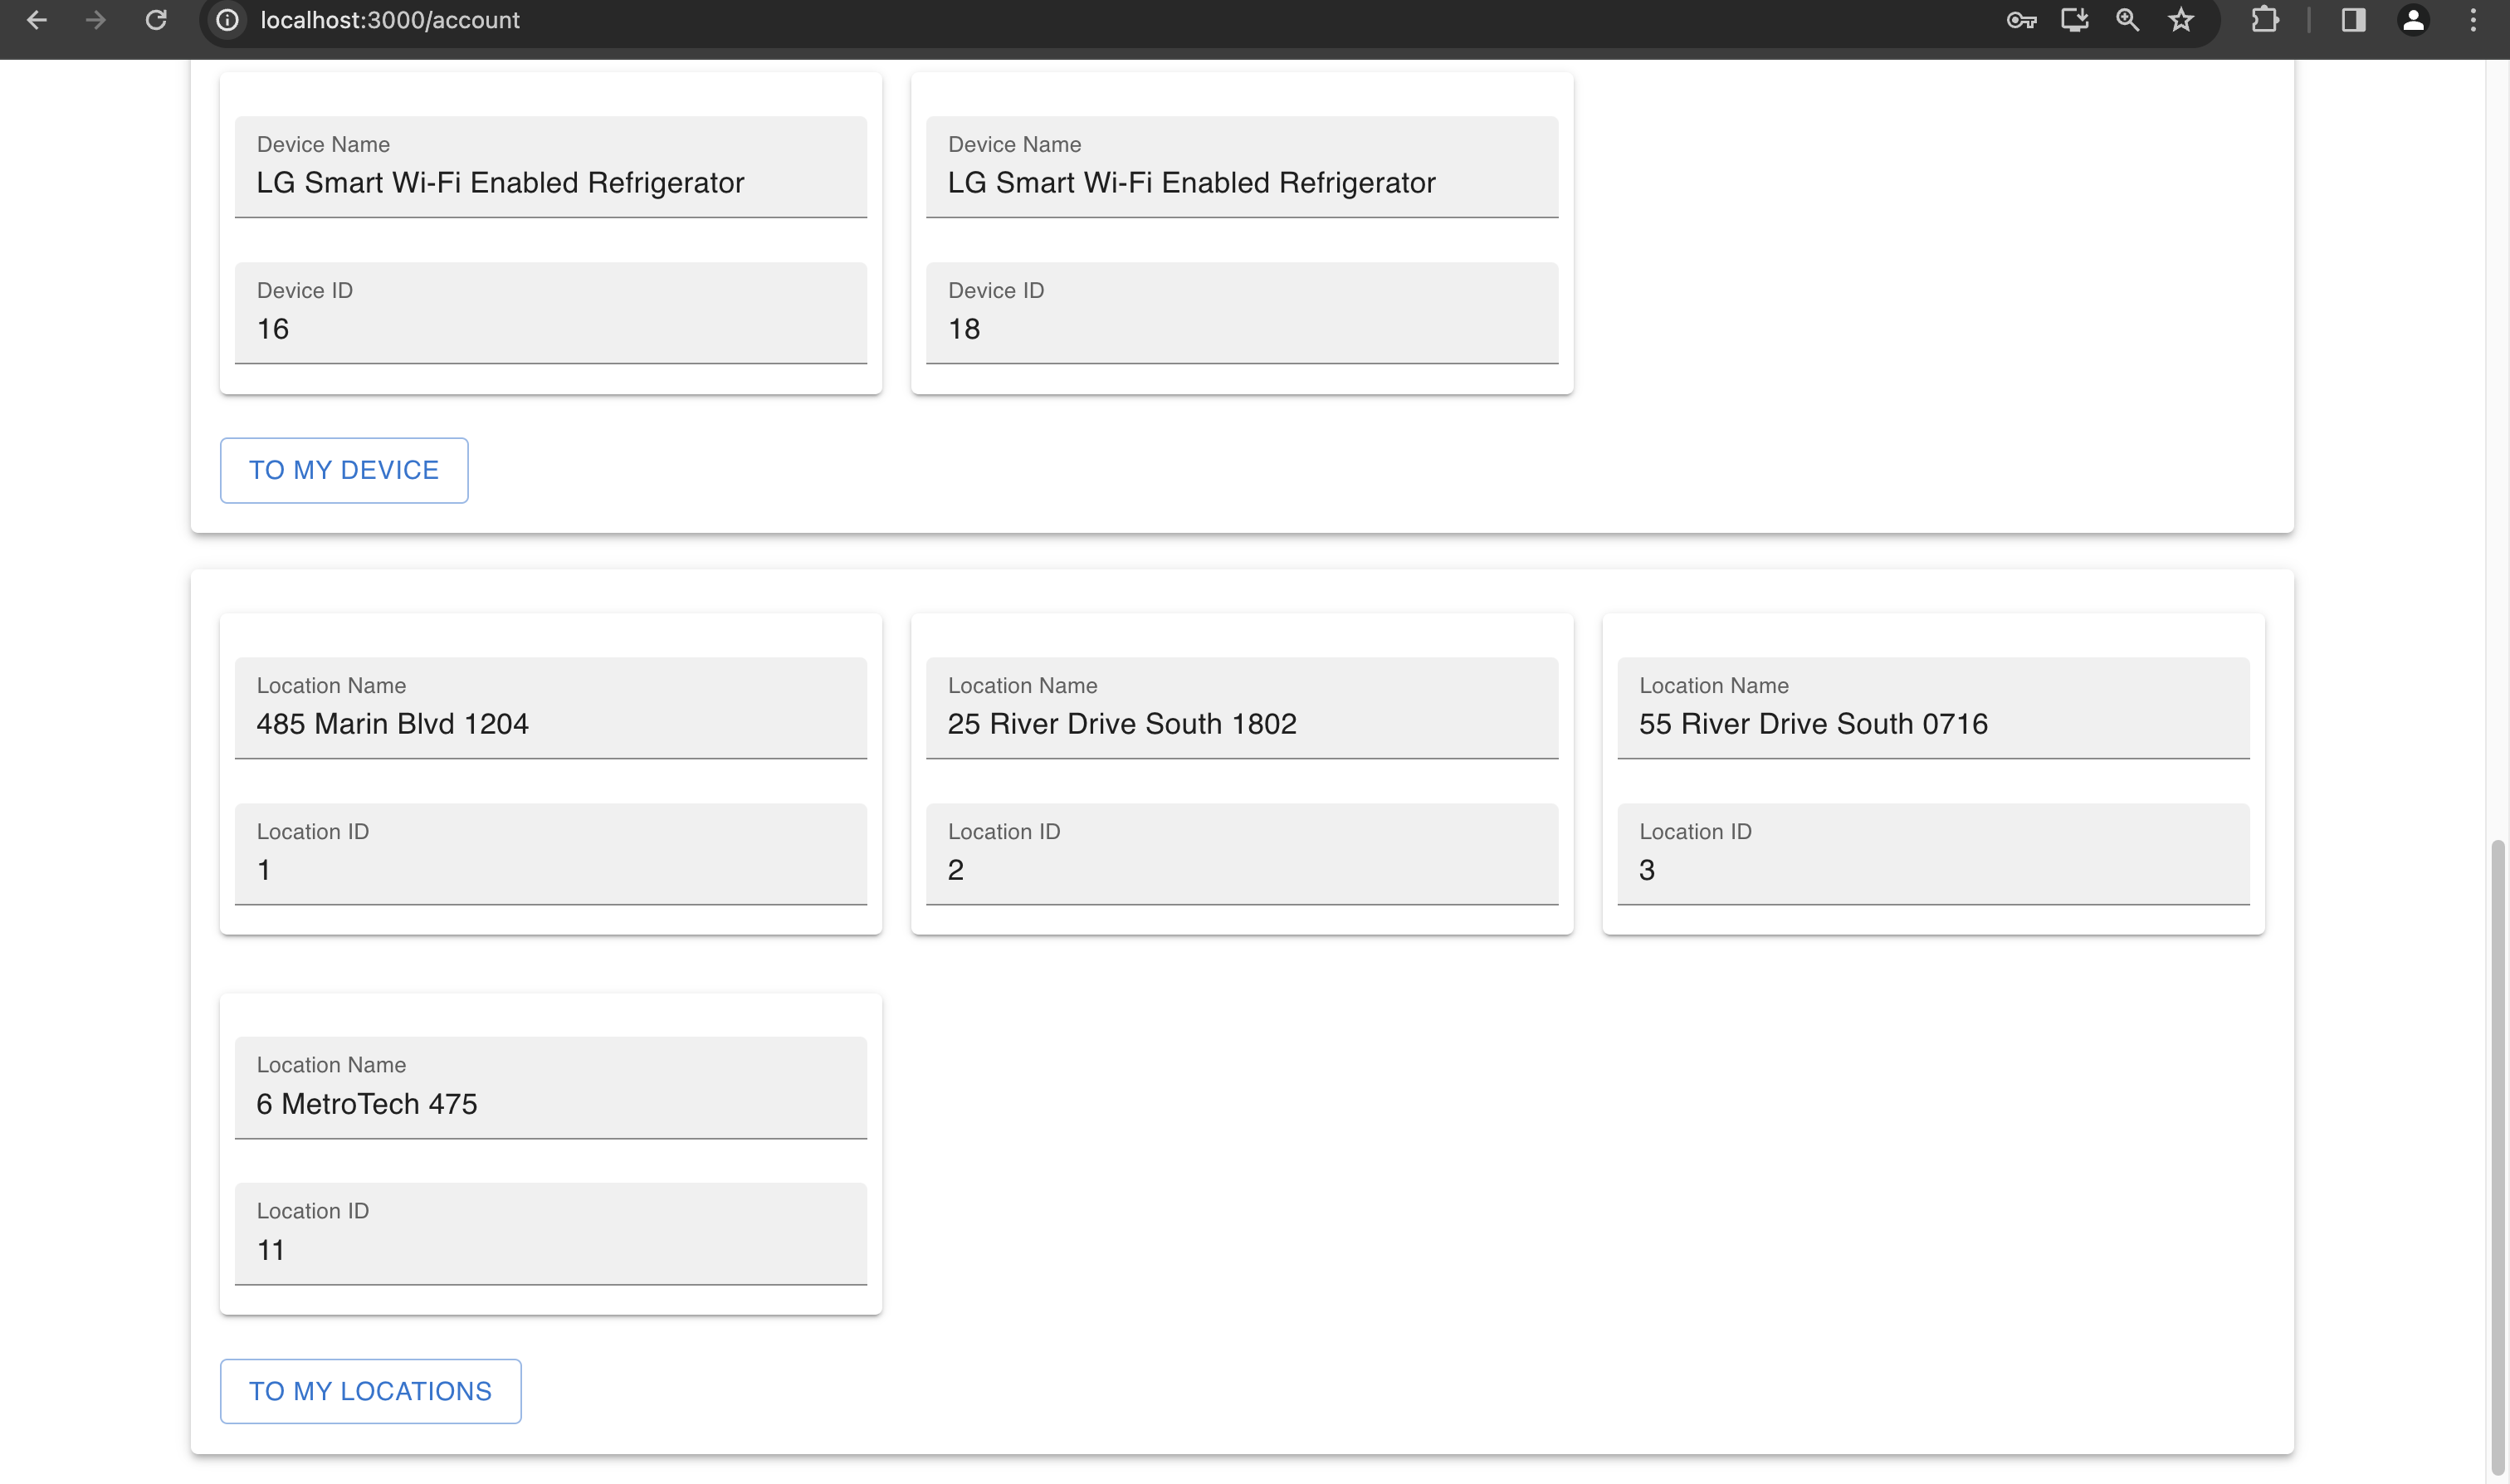 localhost:3000/account
Device Name
LG Smart Wi-Fi Enabled Refrigerator
Device ID
16
Device Name
LG Smart Wi-Fi Enabled Refrigerator
Device ID
18
TO MY DEVICE
Location Name
485 Marin Blvd 1204
Location ID
1
Location Name
25 River Drive South 1802
Location ID
2
Location Name
55 River Drive South 0716
Location ID
3
Location Name
6 MetroTech 475
Location ID
11
TO MY LOCATIONS